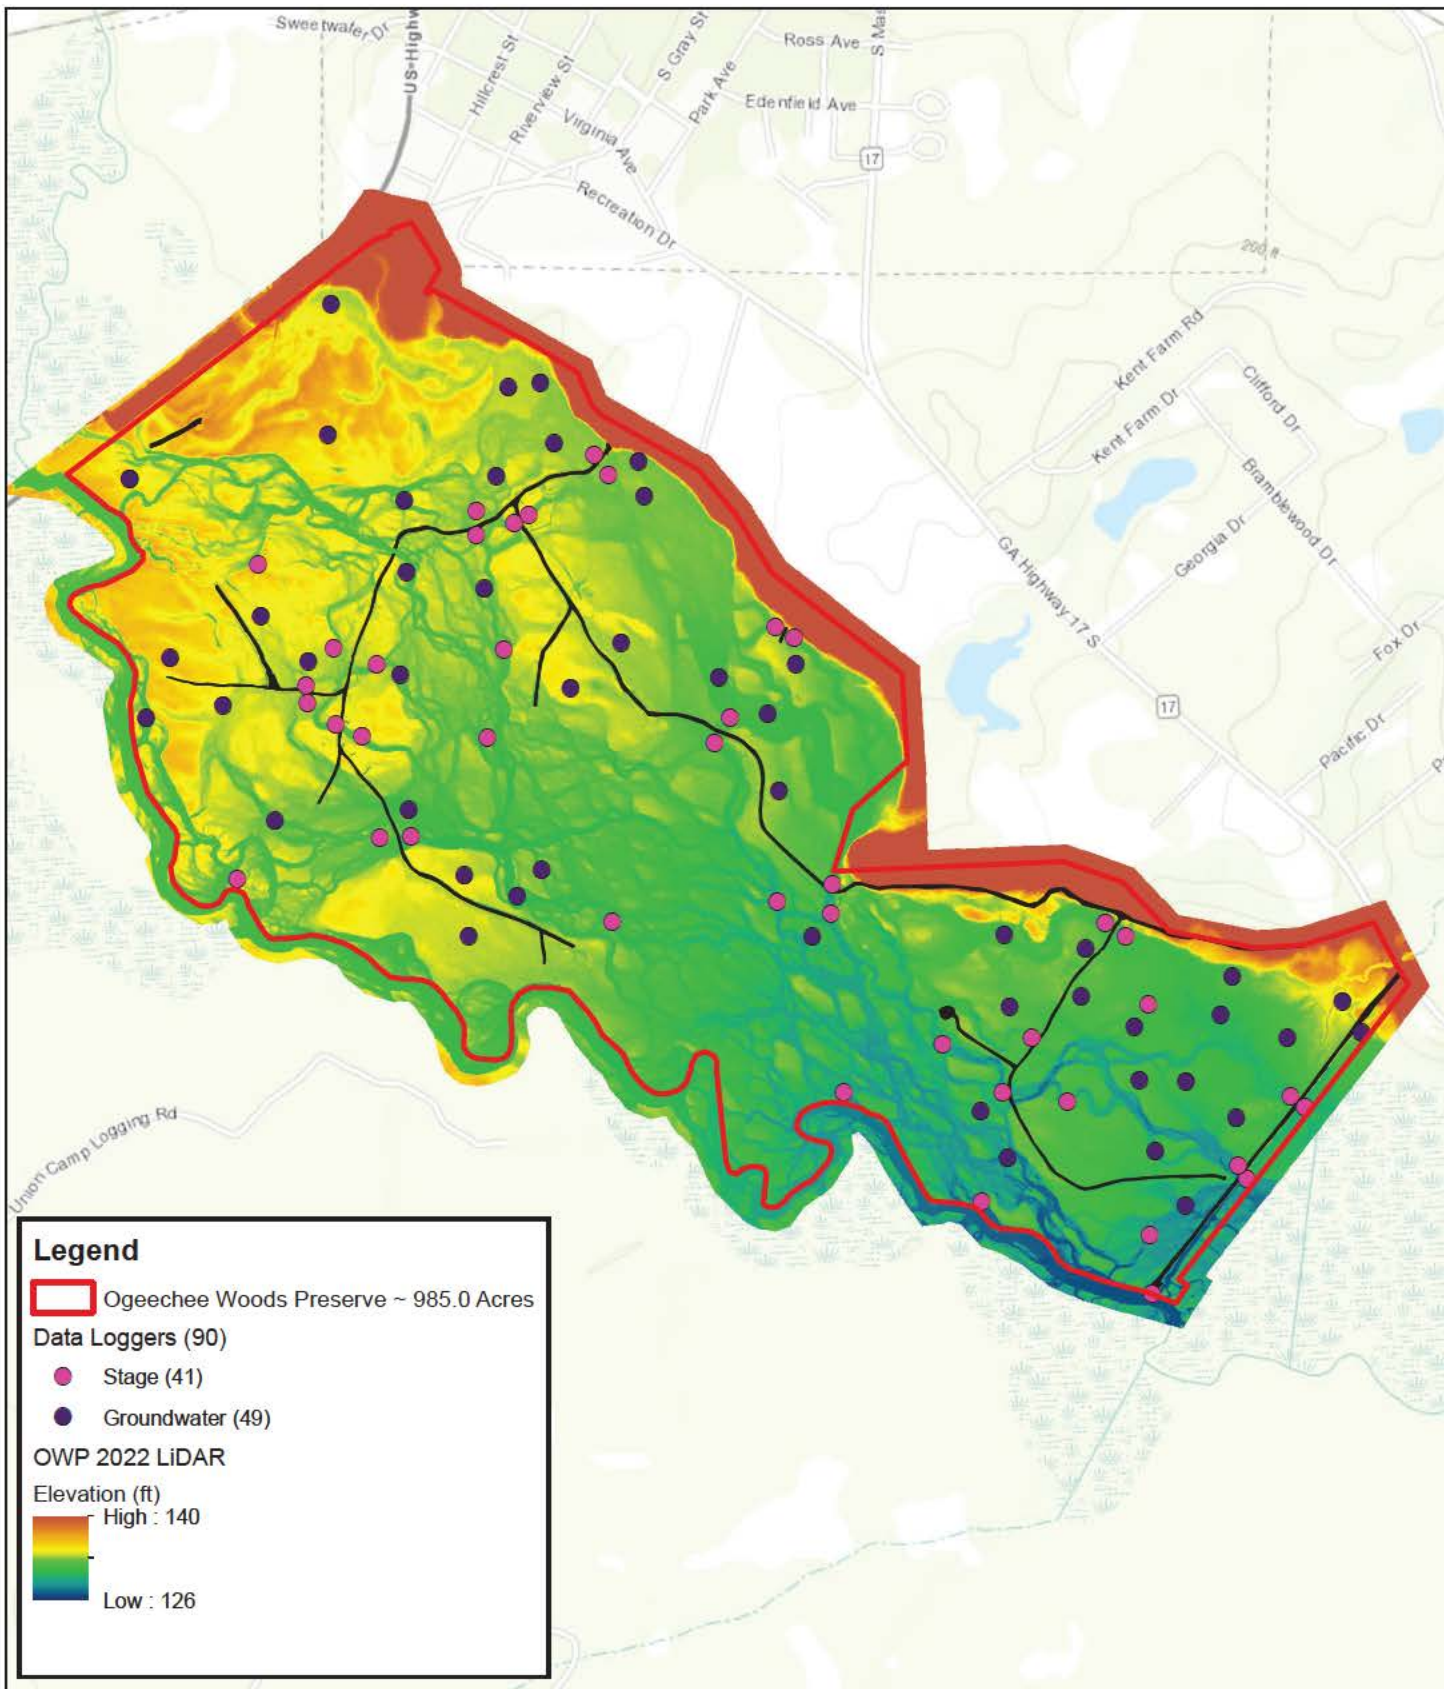 Sweetwater Dr
US-Highw
Hillcrest St
Riverview St
S Gray St
Park Ave
Ross Ave
S Mas
Edenfield Ave
Virginia Ave
17
Recreation Dr
200 ft
Kent Farm Rd
Clifford Dr
Kent Farm Dr
Bramblewood Dr
Georgia Dr
GA Highway 17 S
Fox Dr
17
Pacific Dr
Union Camp Logging Rd
Legend
Ogeechee Woods Preserve ~ 985.0 Acres
Data Loggers (90)
Stage (41)
Groundwater (49)
OWP 2022 LiDAR
Elevation (ft)
High : 140
Low : 126